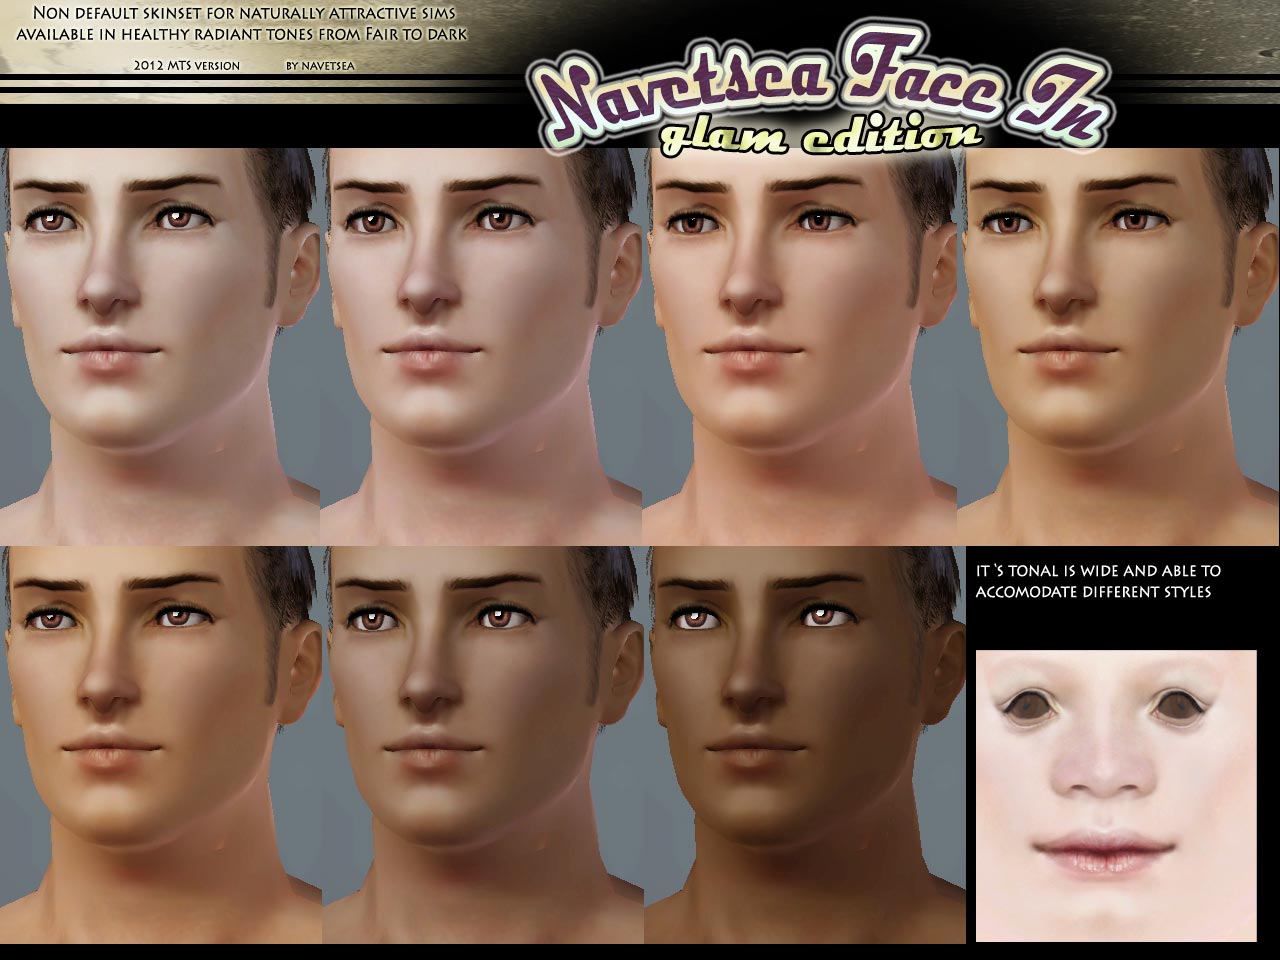 Non default skinset for naturally attractive sims
available in healthy radiant tones from Fair to dark
2012 MTS version by navetsea
Navetsea Face In
glam edition
it 's tonal is wide and able to
accomodate different styles